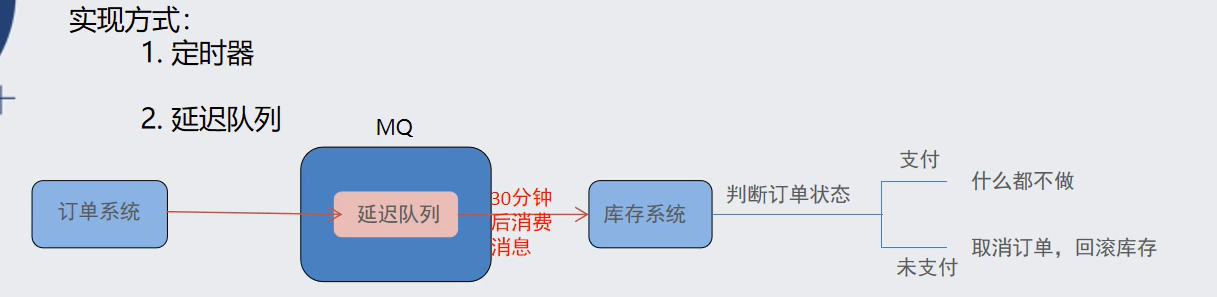 实现方式：
1. 定时器
2. 延迟队列
MQ
订单系统
延迟队列
30分钟
后消费
消息
库存系统
判断订单状态
支付
什么都不做
未支付
取消订单，回滚库存